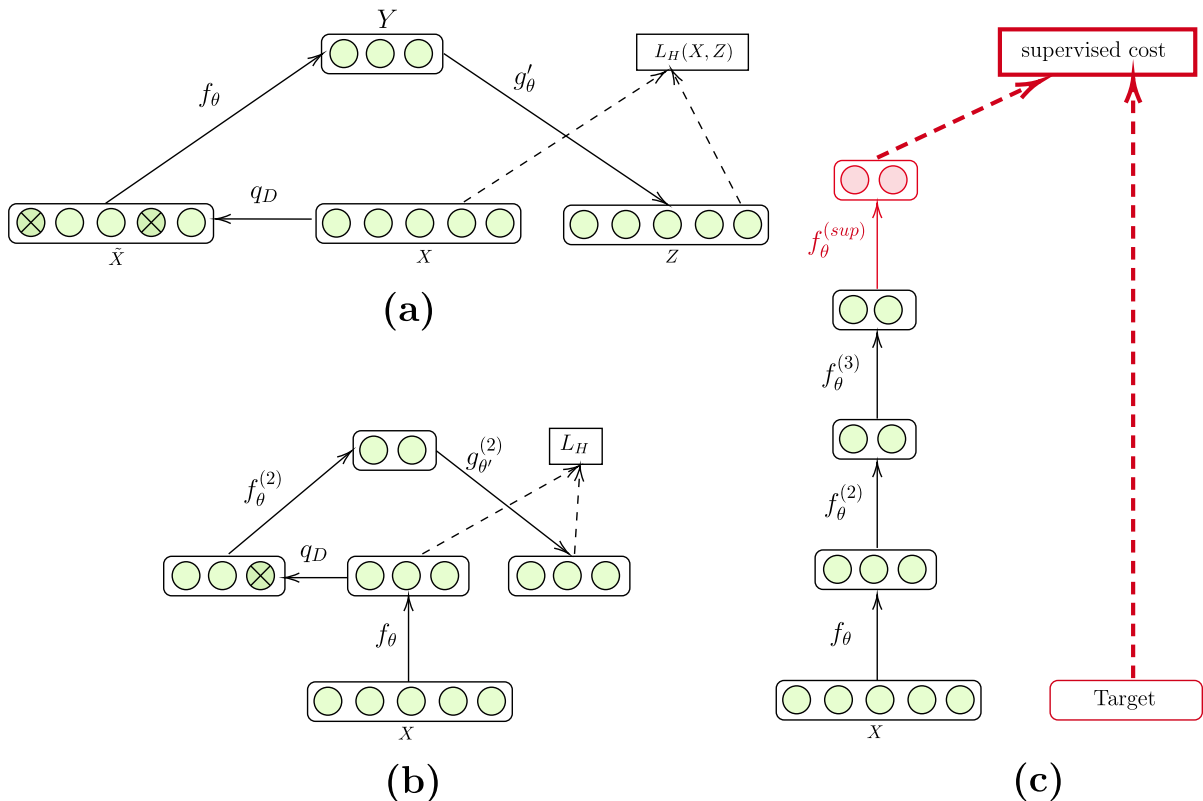 Y
L_H(X, Z)
f_θ
g'_θ
q_D
X̃
X
Z
(a)
f_θ^{(2)}
g_{θ'}^{(2)}
L_H
q_D
f_θ
X
(b)
supervised cost
f_θ^{(sup)}
f_θ^{(3)}
f_θ^{(2)}
f_θ
X
Target
(c)